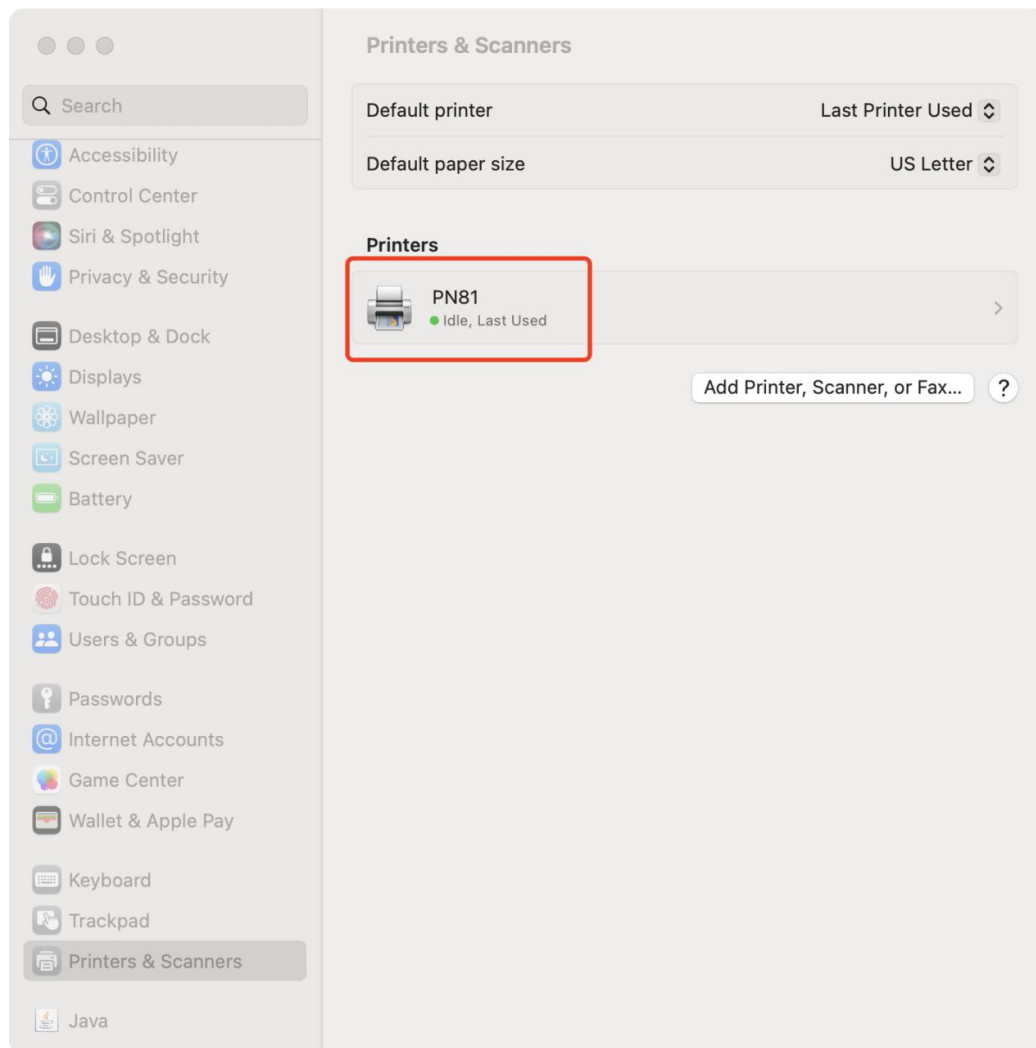 Search
Accessibility
Control Center
Siri & Spotlight
Privacy & Security
Desktop & Dock
Displays
Wallpaper
Screen Saver
Battery
Lock Screen
Touch ID & Password
Users & Groups
Passwords
Internet Accounts
Game Center
Wallet & Apple Pay
Keyboard
Trackpad
Printers & Scanners
Java
Printers & Scanners
Default printer Last Printer Used
Default paper size US Letter
Printers
PN81
Idle, Last Used
Add Printer, Scanner, or Fax... ?